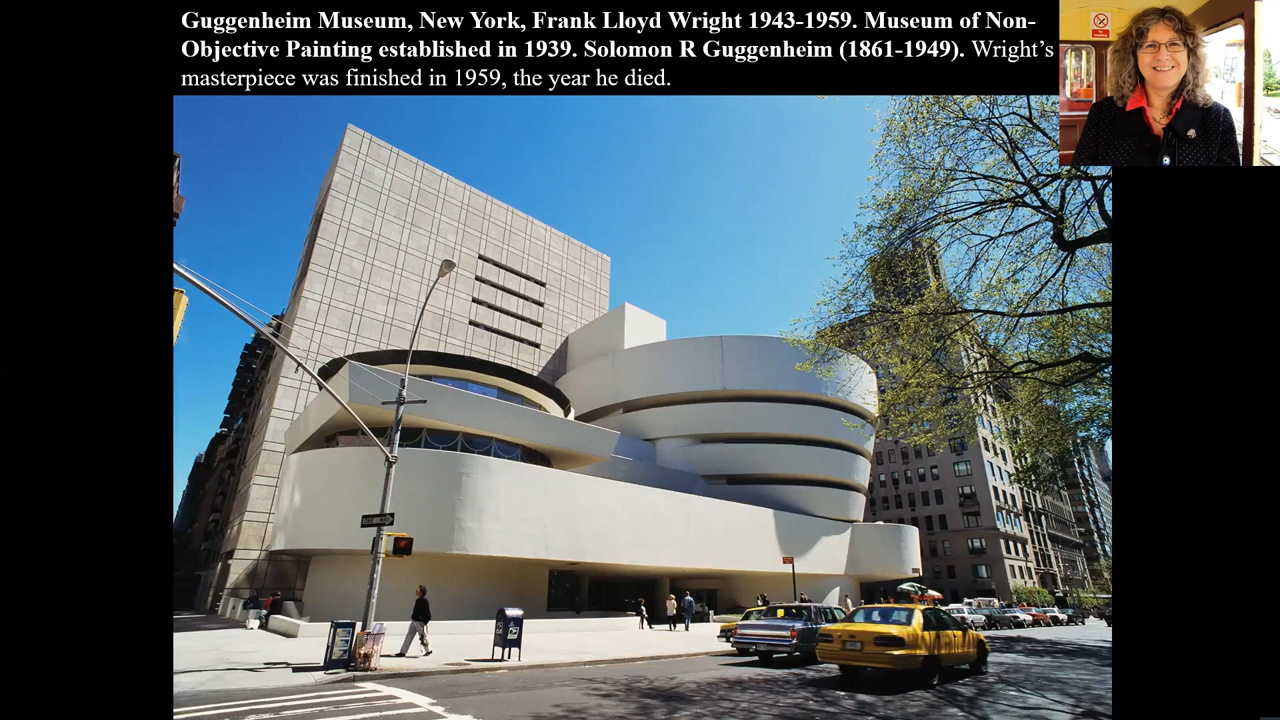 Guggenheim Museum, New York, Frank Lloyd Wright 1943-1959. Museum of Non-
Objective Painting established in 1939. Solomon R Guggenheim (1861-1949). Wright's
masterpiece was finished in 1959, the year he died.